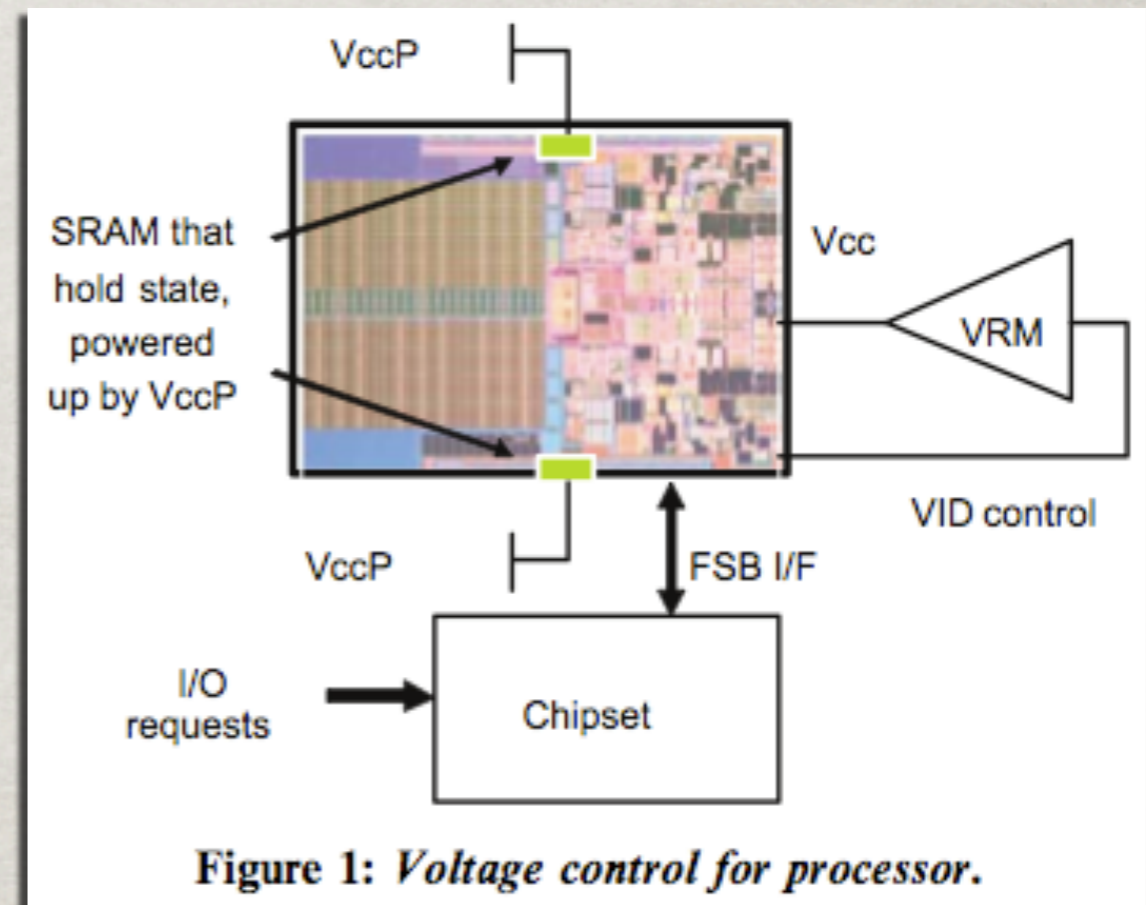 VccP
SRAM that
hold state,
powered
up by VccP
Vcc
VRM
VID control
VccP
FSB I/F
I/O
requests
Chipset
Figure 1: Voltage control for processor.